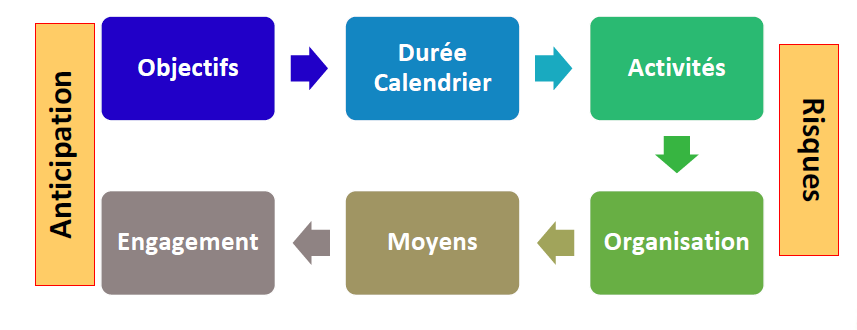 Anticipation
Objectifs
Durée
Calendrier
Activités
Risques
Organisation
Moyens
Engagement